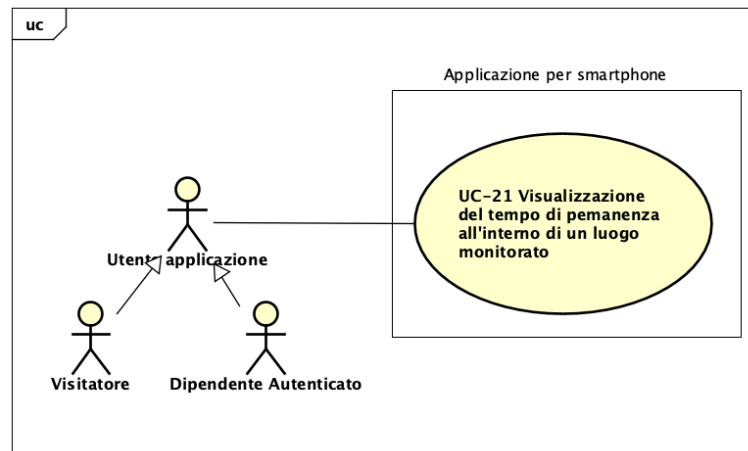 uc
Applicazione per smartphone
UC-21 Visualizzazione
del tempo di pemanenza
all'interno di un luogo
monitorato
Utente applicazione
Visitatore
Dipendente Autenticato